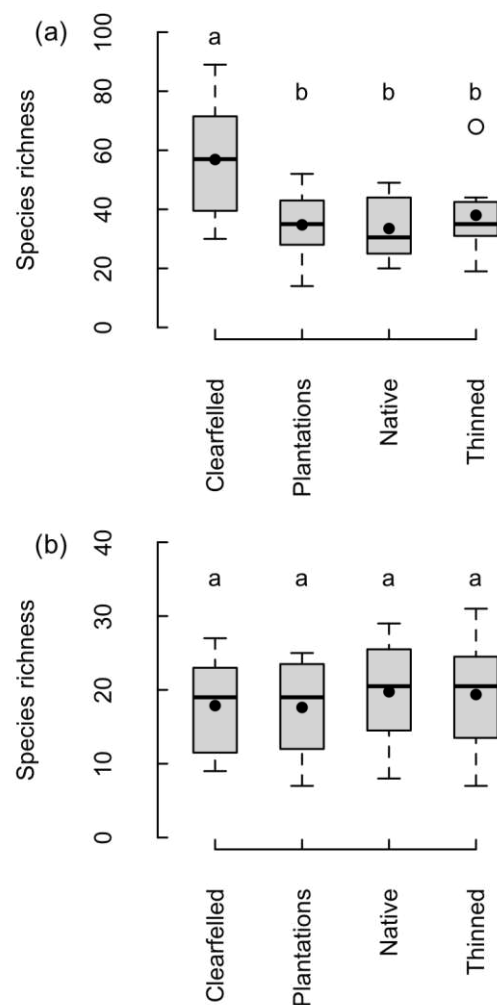 (a)
Species richness
100
80
60
40
20
0
a
b
b
b
Clearfelled
Plantations
Native
Thinned
(b)
Species richness
40
30
20
10
0
a
a
a
a
Clearfelled
Plantations
Native
Thinned